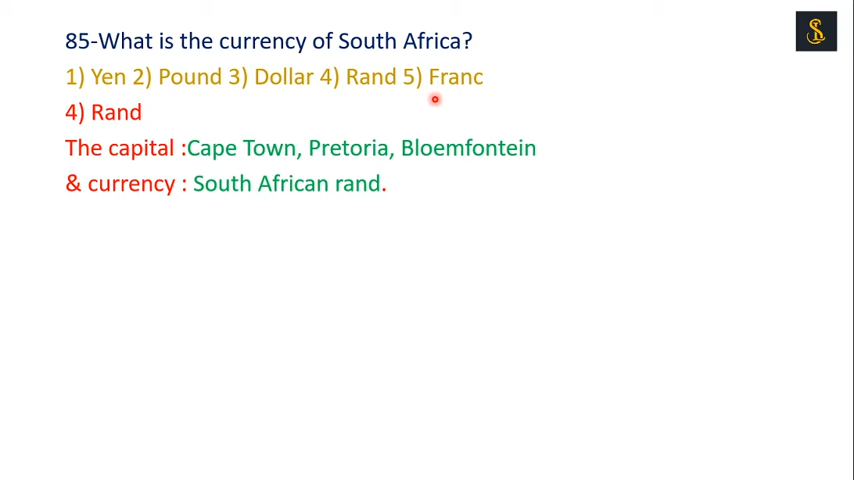 85-What is the currency of South Africa?
1) Yen 2) Pound 3) Dollar 4) Rand 5) Franc
4) Rand
The capital :Cape Town, Pretoria, Bloemfontein
& currency : South African rand.